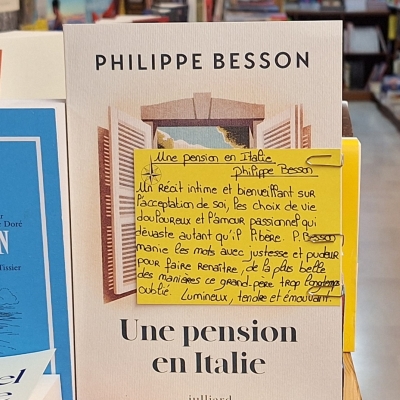 PHILIPPE BESSON
Une pension en Italie
Philippe Besson
Un Récit intime et bienveillant sur
l'acceptation de soi, les choix de vie
douloureux et l'amour passionnel qui
dévaste autant qu'il libère. P. Besson
manie les mots avec justesse et pudeur
pour faire renaître, de la plus belle
des manières ce grand-père trop longtemps
oublié. Lumineux, tendre et émouvant.
Une pension
en Italie
julliard
Doré
Tissier